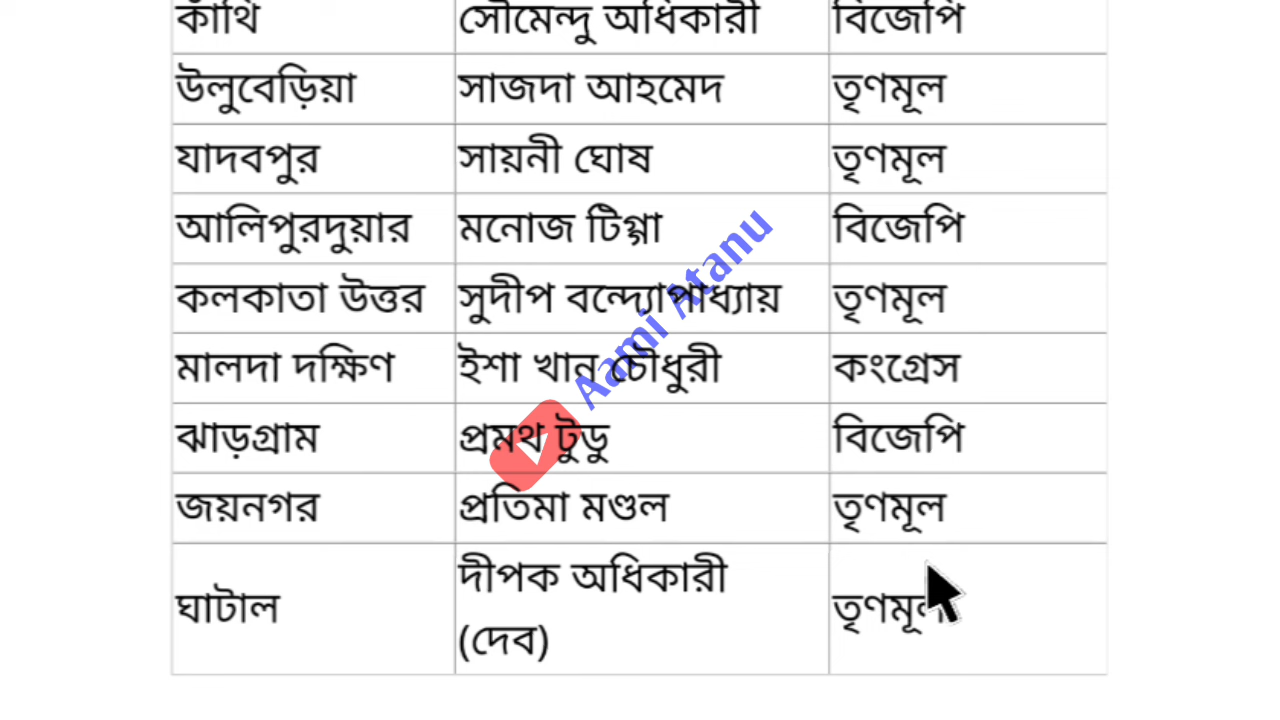 কাঁথি সৌমেন্দু অধিকারী বিজেপি
উলুবেড়িয়া সাজদা আহমেদ তৃণমূল
যাদবপুর সায়নী ঘোষ তৃণমূল
আলিপুরদুয়ার মনোজ টিগ্গা বিজেপি
কলকাতা উত্তর সুদীপ বন্দ্যোপাধ্যায় তৃণমূল
মালদা দক্ষিণ ইশা খান চৌধুরী কংগ্রেস
ঝাড়গ্রাম প্রমথ টুডু বিজেপি
জয়নগর প্রতিমা মণ্ডল তৃণমূল
ঘাটাল দীপক অধিকারী (দেব) তৃণমূল
Aami Atanu